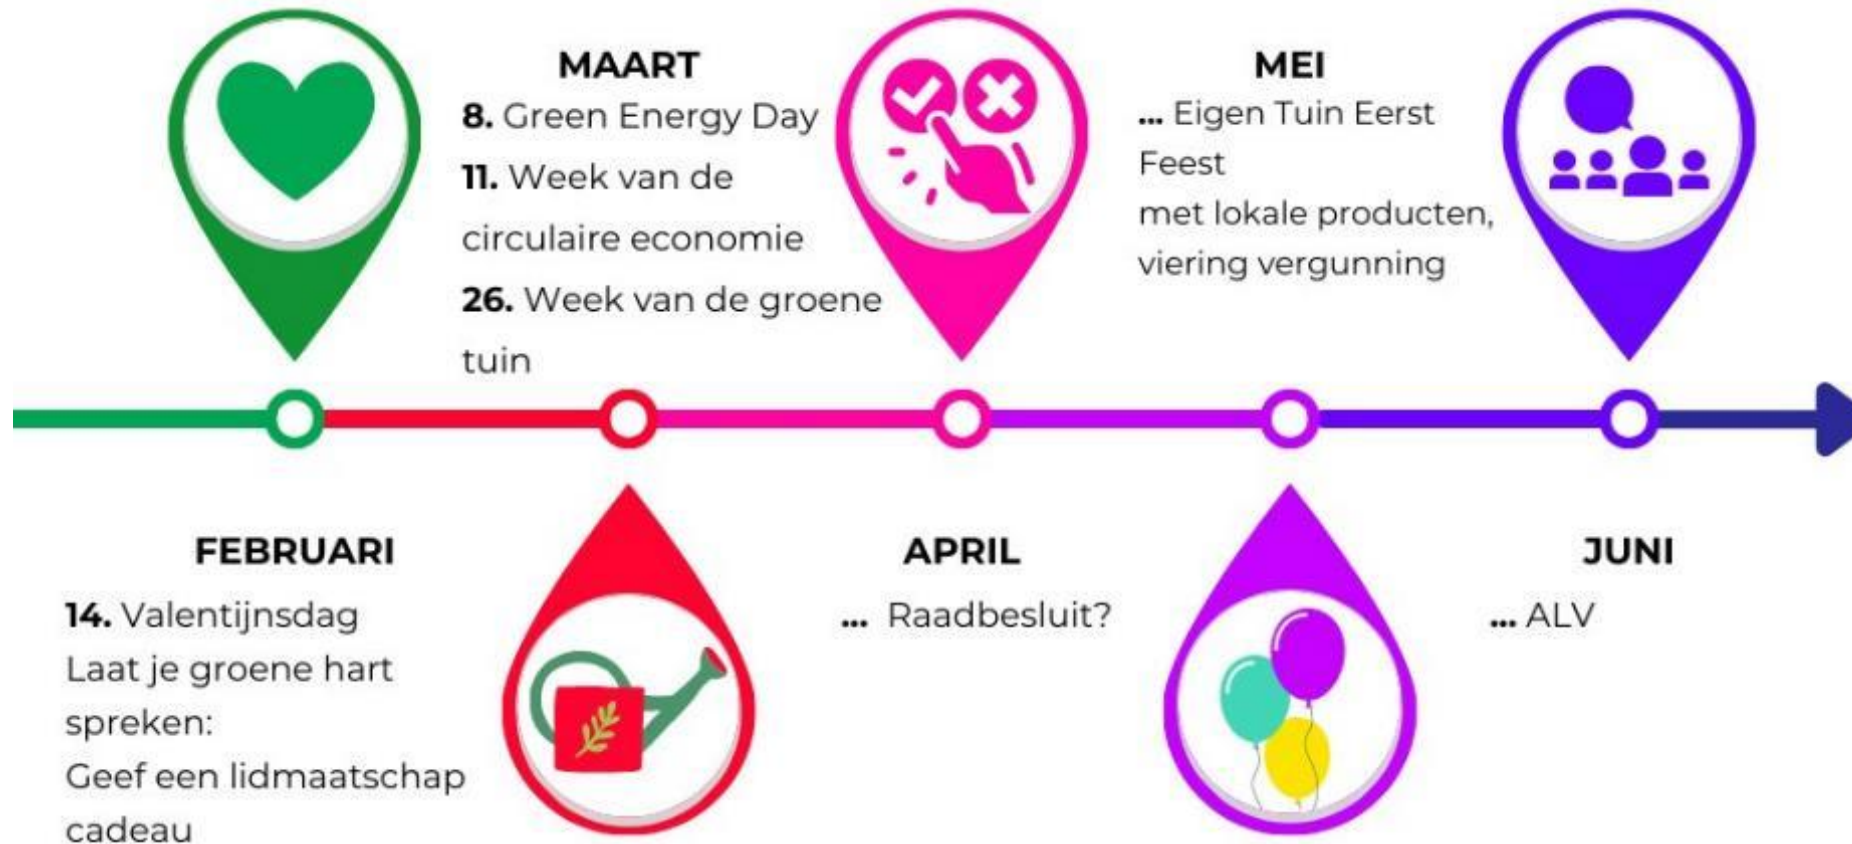 FEBRUARI
14. Valentijnsdag
Laat je groene hart
spreken:
Geef een lidmaatschap
cadeau
MAART
8. Green Energy Day
11. Week van de
circulaire economie
26. Week van de groene
tuin
APRIL
... Raadbesluit?
MEI
... Eigen Tuin Eerst
Feest
met lokale producten,
viering vergunning
JUNI
... ALV